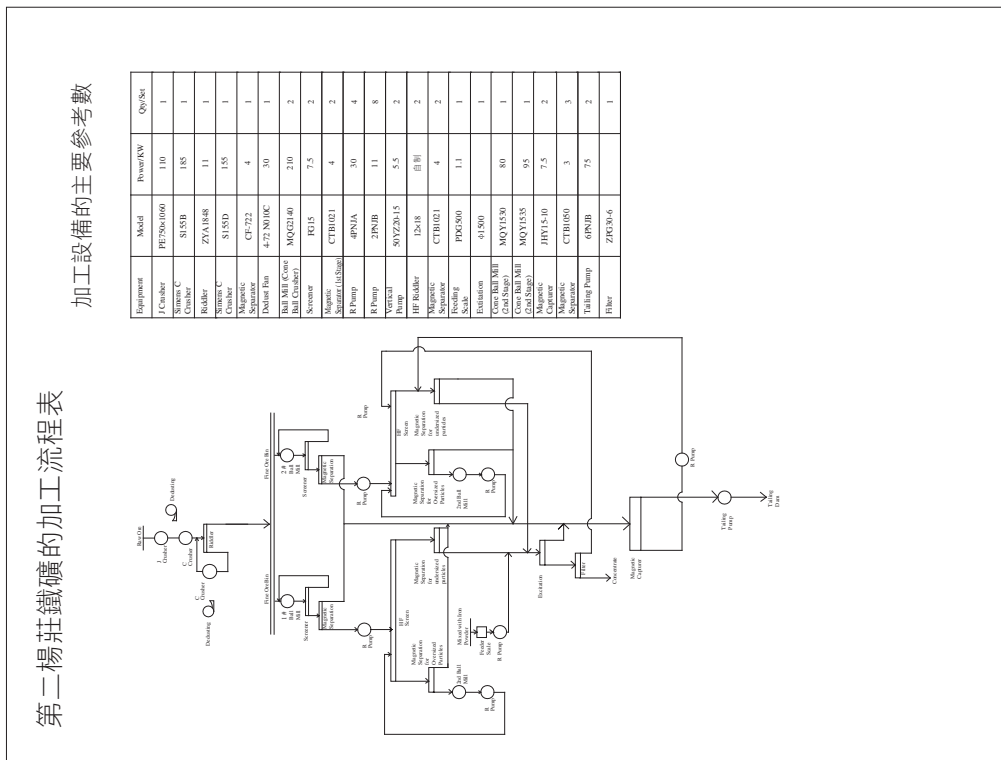 第二楊莊鐵礦的加工流程表
Raw Ore
J
Crusher
Dedusting
C
Crusher
Riddler
C
Crusher
Dedusting
Fine Ore Bin
Fine Ore Bin
1#
Ball
Mill
2#
Ball
Mill
Screener
Screener
Magnetic
Separation
Magnetic
Separation
R
Pump
R
Pump
R
Pump
HF
Screen
HF
Screen
Magnetic
Separation
for
Oversized
Particles
Magnetic
Separation
for
undersized
particles
Magnetic
Separation
for
Oversized
Particles
Magnetic
Separation
for
undersized
particles
2nd Ball
Mill
2nd Ball
Mill
R
Pump
R
Pump
Mixed with Iron
Powder
Feeder
Scale
R Pump
Excitation
Filter
Concentrate
Magnetic
Capturer
R Pump
Tailing
Pump
Tailing
Dam
加工設備的主要參考數
Equipment Model Power/KW Qty/Set
J Crusher PE750×1060 110 1
Simens C Crusher S155B 185 1
Riddler ZYA1848 11 1
Simens C Crusher S155D 155 1
Magnetic Separator CF-722 4 1
Dedust Fan 4-72 N010C 30 1
Ball Mill (Cone Ball Crusher) MQG2140 210 2
Screener FG15 7.5 2
Magnetic Separator (1st Stage) CTB1021 4 2
R Pump 4PNJA 30 4
R Pump 2PNJB 11 8
Vertical Pump 50YZ20-15 5.5 2
HF Riddler 12×18 自制 2
Magnetic Separator CTB1021 4 2
Feeding Scale PDG500 1.1 1
Exitation Φ1500 1
Cone Ball Mill (2nd Stage) MQY1530 80 1
Cone Ball Mill (2nd Stage) MQY1535 95 1
Magnetic Capturer JHY15-10 7.5 2
Magnetic Separator CTB1050 3 3
Tailing Pump 6PNJB 75 2
Filter ZPG30-6 1